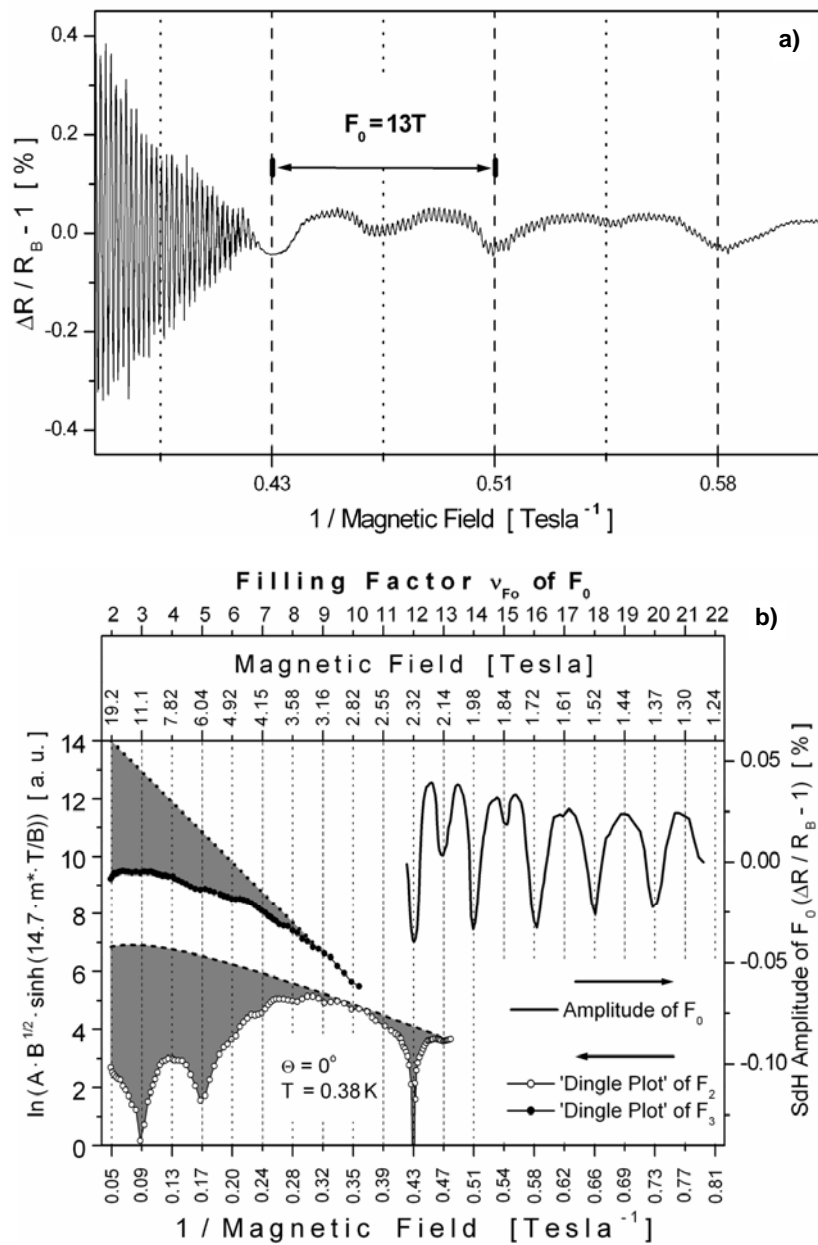 a)
0.4
0.2
0.0
-0.2
-0.4
ΔR / R_B - 1 [ % ]
F_0 = 13T
0.43 0.51 0.58
1 / Magnetic Field [ Tesla^-1 ]
Filling Factor ν_Fo of F_0
b)
2 3 4 5 6 7 8 9 10 11 12 13 14 15 16 17 18 19 20 21 22
Magnetic Field [Tesla]
19.2 11.1 7.82 6.04 4.92 4.15 3.58 3.16 2.82 2.55 2.32 2.14 1.98 1.84 1.72 1.61 1.52 1.44 1.37 1.30 1.24
ln(A·B^1/2·sinh(14.7·m*·T/B)) [a. u.]
14
12
10
8
6
4
2
0
0.05
0.00
-0.05
-0.10
SdH Amplitude of F_0 (ΔR / R_B - 1) [ % ]
Amplitude of F_0
'Dingle Plot' of F_2
'Dingle Plot' of F_3
Θ = 0°
T = 0.38 K
0.05 0.09 0.13 0.17 0.20 0.24 0.28 0.32 0.35 0.39 0.43 0.47 0.51 0.54 0.58 0.62 0.66 0.69 0.73 0.77 0.81
1 / Magnetic Field [Tesla^-1]